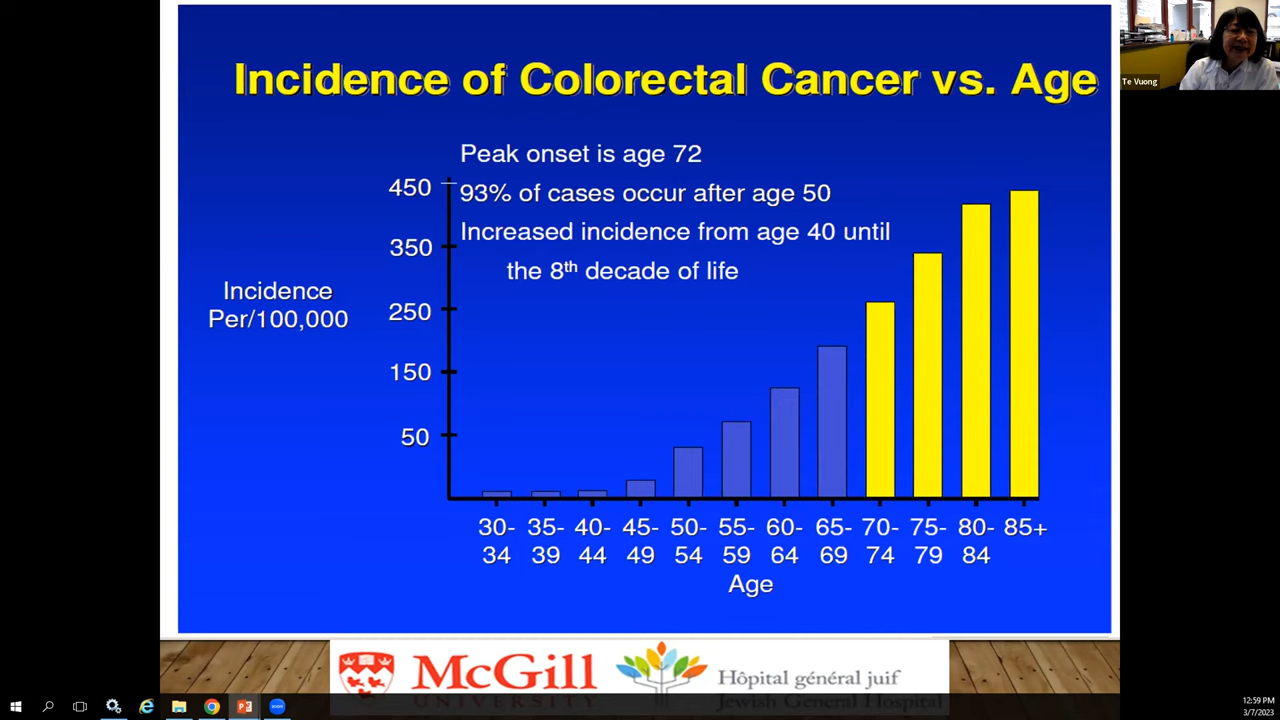 Incidence of Colorectal Cancer vs. Age
Te Vuong
Peak onset is age 72
93% of cases occur after age 50
Increased incidence from age 40 until
the 8th decade of life
450
350
250
150
50
Incidence
Per/100,000
30- 35- 40- 45- 50- 55- 60- 65- 70- 75- 80- 85+
34 39 44 49 54 59 64 69 74 79 84
Age
McGill
UNIVERSITY
Hôpital général juif
Jewish General Hospital
12:59 PM
3/7/2023